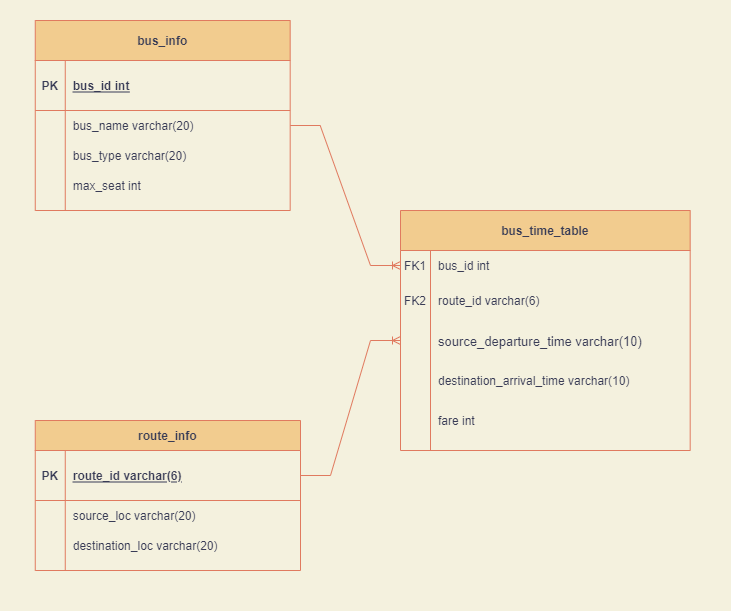 bus_info
PK bus_id int
bus_name varchar(20)
bus_type varchar(20)
max_seat int
bus_time_table
FK1 bus_id int
FK2 route_id varchar(6)
source_departure_time varchar(10)
destination_arrival_time varchar(10)
fare int
route_info
PK route_id varchar(6)
source_loc varchar(20)
destination_loc varchar(20)